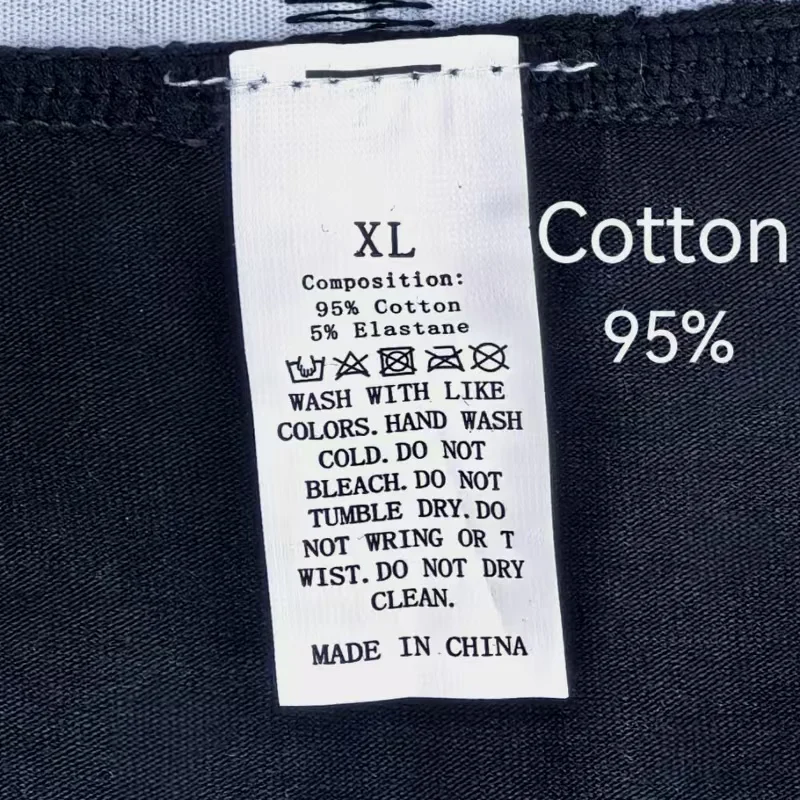 XL
Composition:
95% Cotton
5% Elastane
WASH WITH LIKE
COLORS. HAND WASH
COLD. DO NOT
BLEACH. DO NOT
TUMBLE DRY. DO
NOT WRING OR T
WIST. DO NOT DRY
CLEAN.
MADE IN CHINA
Cotton
95%